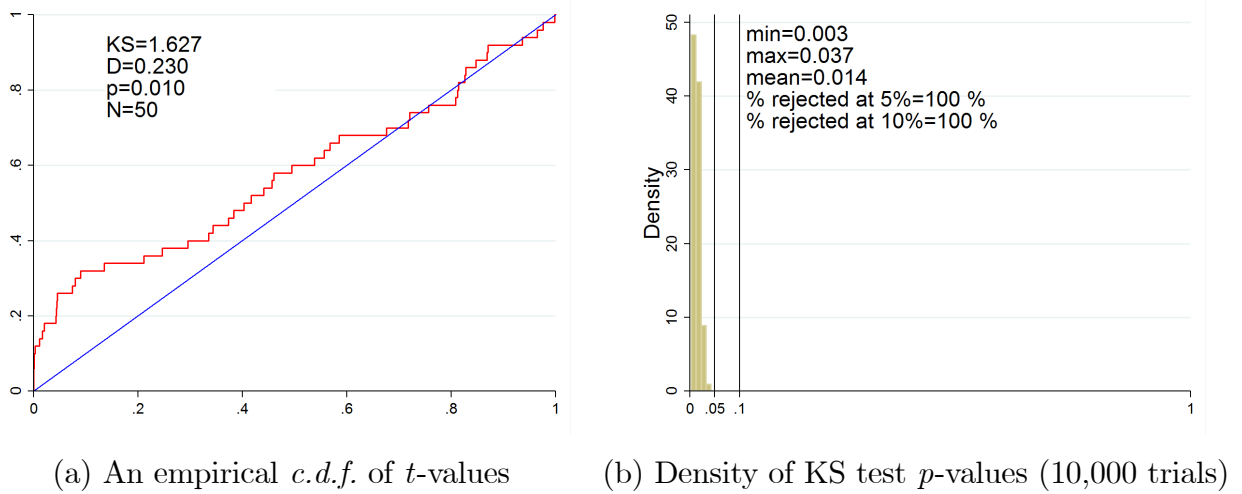 1
.8
.6
.4
.2
0
KS=1.627
D=0.230
p=0.010
N=50
0 .2 .4 .6 .8 1
(a) An empirical c.d.f. of t-values
Density
50
40
30
20
10
0
min=0.003
max=0.037
mean=0.014
% rejected at 5%=100 %
% rejected at 10%=100 %
0 .05 .1 1
(b) Density of KS test p-values (10,000 trials)